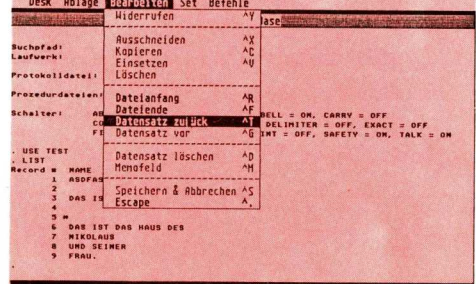 Desk Ablage Bearbeiten Set Befehle
Widerrufen ^Y
Base
Ausschneiden ^X
Suchpfad:
Kopieren ^C
Laufwerk:
Einsetzen ^V
Protokolldatei:
Löschen
Prozedurdateien:
Dateianfang ^R
Dateiende ^F
Schalter: BELL = ON, CARRY = OFF
Datensatz zurück ^T
DELIMITER = OFF, EXACT = OFF
Datensatz vor ^G
INT = OFF, SAFETY = ON, TALK = ON
. USE TEST
Datensatz löschen ^D
. LIST
Memofeld ^M
Record # NAME
1 ASDFAS
Speichern & Abbrechen ^S
2
Escape ^.
3 DAS IS
4
5 M
6 DAS IST DAS HAUS DES
7 NIKOLAUS
8 UND SEINER
9 FRAU.
.